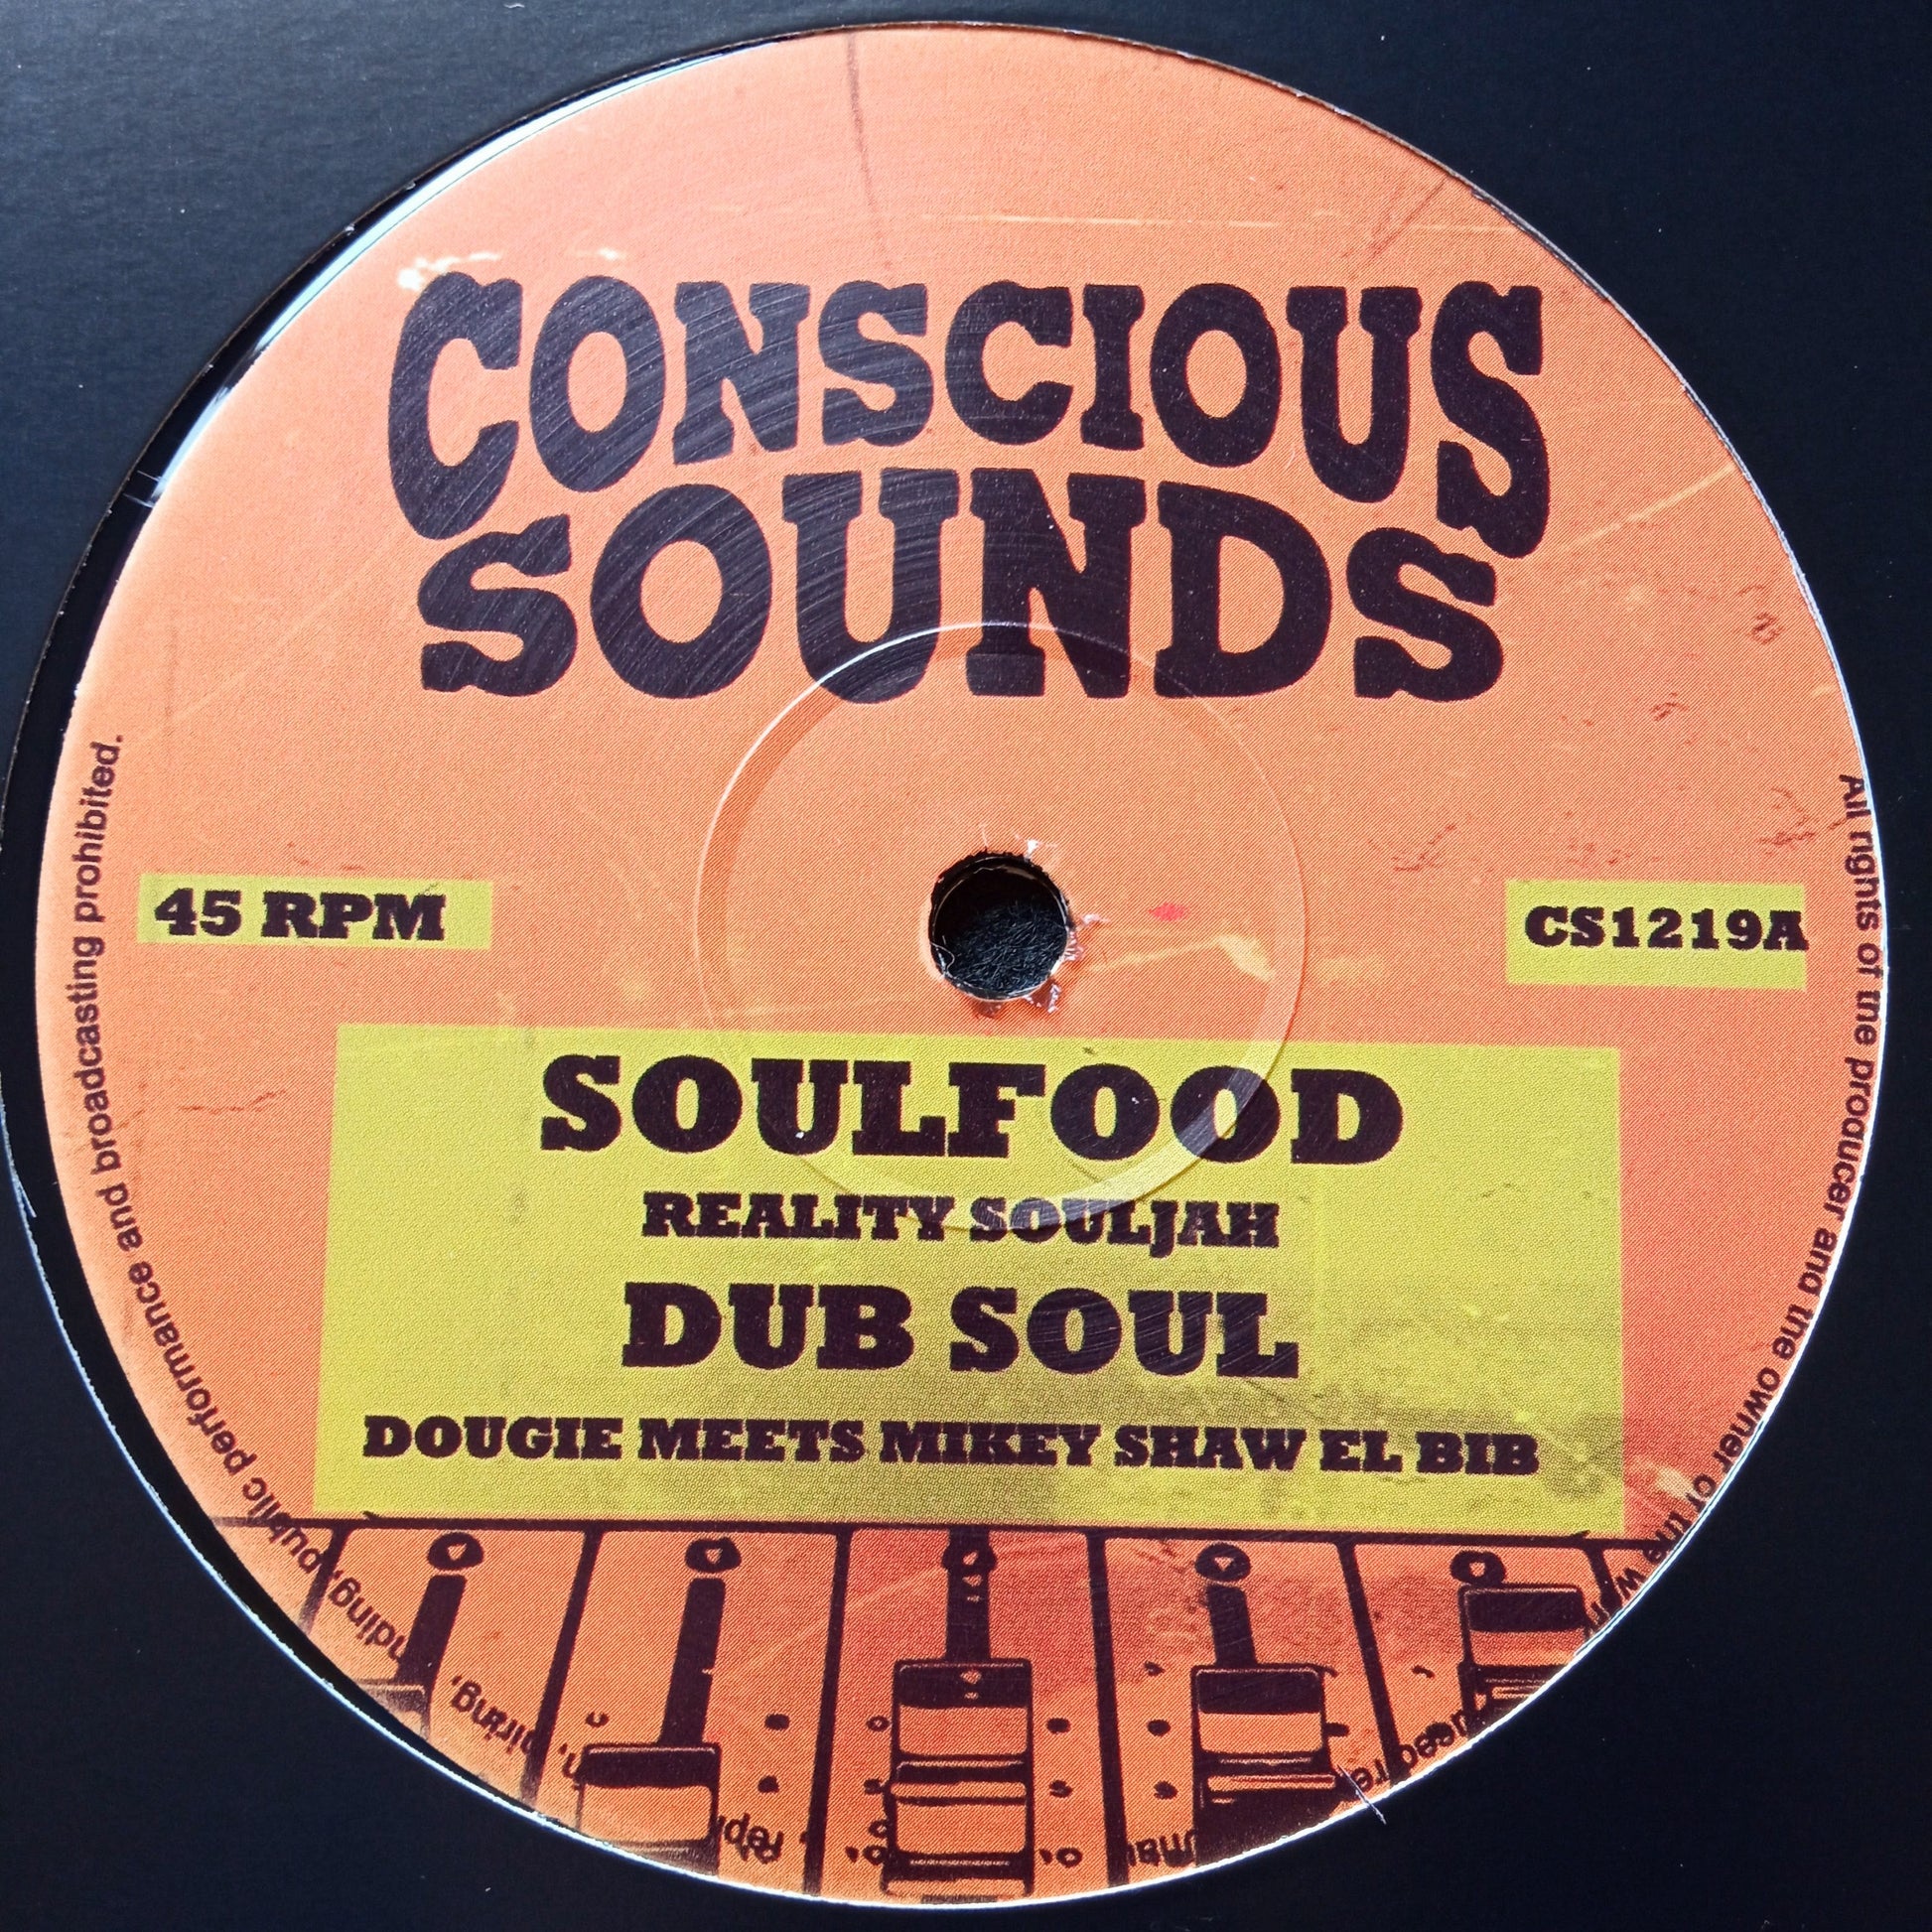 CONSCIOUS
SOUNDS
45 RPM
CS1219A
SOULFOOD
REALITY SOULJAH
DUB SOUL
DOUGIE MEETS MIKEY SHAW EL BIB
All rights of the producer and the owner of the work
public performance and broadcasting prohibited.